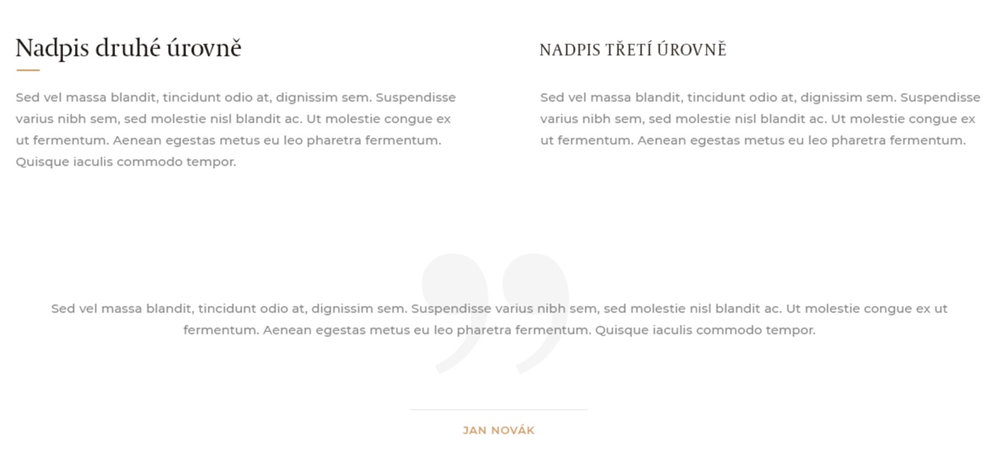 Nadpis druhé úrovně
Sed vel massa blandit, tincidunt odio at, dignissim sem. Suspendisse
varius nibh sem, sed molestie nisl blandit ac. Ut molestie congue ex
ut fermentum. Aenean egestas metus eu leo pharetra fermentum.
Quisque iaculis commodo tempor.
NADPIS TŘETÍ ÚROVNĚ
Sed vel massa blandit, tincidunt odio at, dignissim sem. Suspendisse
varius nibh sem, sed molestie nisl blandit ac. Ut molestie congue ex
ut fermentum. Aenean egestas metus eu leo pharetra fermentum.
Sed vel massa blandit, tincidunt odio at, dignissim sem. Suspendisse varius nibh sem, sed molestie nisl blandit ac. Ut molestie congue ex ut
fermentum. Aenean egestas metus eu leo pharetra fermentum. Quisque iaculis commodo tempor.
JAN NOVÁK